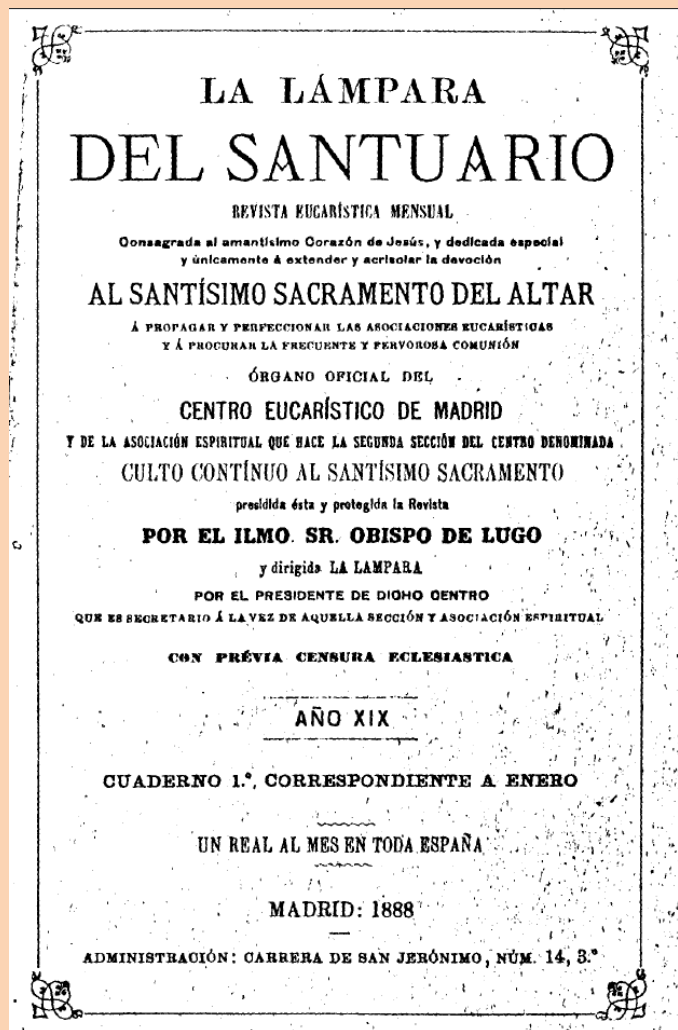 LA LÁMPARA
DEL SANTUARIO
REVISTA EUCARÍSTICA MENSUAL
Consagrada al amantísimo Corazón de Jesús, y dedicada especial
y únicamente á extender y acrisolar la devoción
AL SANTÍSIMO SACRAMENTO DEL ALTAR
Á PROPAGAR Y PERFECCIONAR LAS ASOCIACIONES EUCARÍSTICAS
Y Á PROCURAR LA FRECUENTE Y FERVOROSA COMUNIÓN
ÓRGANO OFICIAL DEL
CENTRO EUCARÍSTICO DE MADRID
Y DE LA ASOCIACIÓN ESPIRITUAL QUE HACE LA SEGUNDA SECCIÓN DEL CENTRO DENOMINADA
CULTO CONTÍNUO AL SANTÍSIMO SACRAMENTO
presidida ésta y protegida la Revista
POR EL ILMO. SR. OBISPO DE LUGO
y dirigida LA LAMPARA
POR EL PRESIDENTE DE DICHO CENTRO
QUE ES SECRETARIO Á LA VEZ DE AQUELLA SECCIÓN Y ASOCIACIÓN ESPIRITUAL
CON PRÉVIA CENSURA ECLESIASTICA
AÑO XIX
CUADERNO 1.º, CORRESPONDIENTE A ENERO
UN REAL AL MES EN TODA ESPAÑA
MADRID: 1888
ADMINISTRACIÓN: CARRERA DE SAN JERÓNIMO, NÚM. 14, 3.º